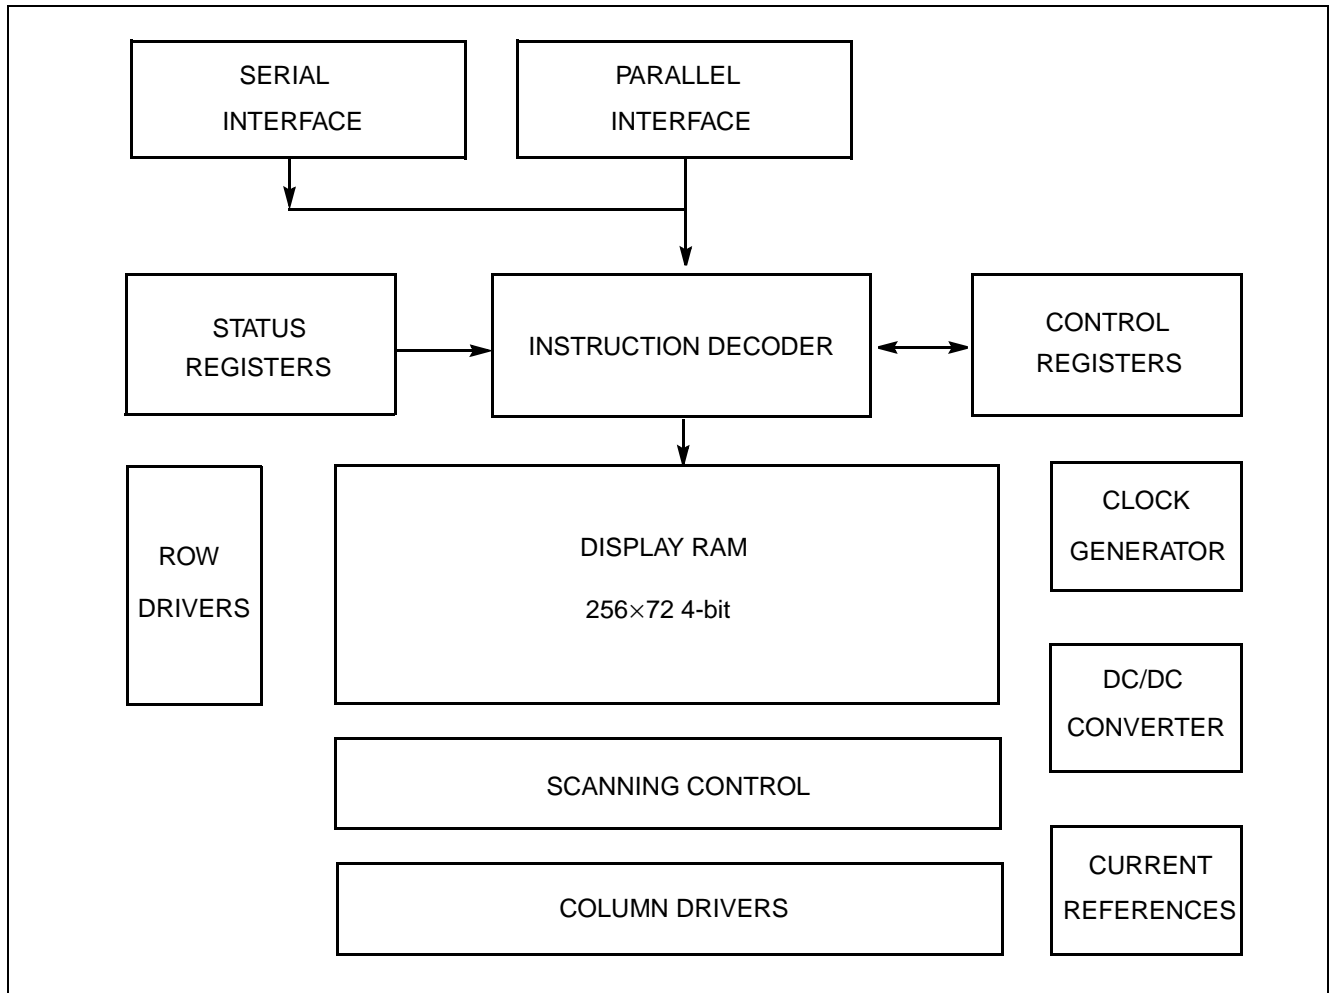 SERIAL
INTERFACE
PARALLEL
INTERFACE
STATUS
REGISTERS
INSTRUCTION DECODER
CONTROL
REGISTERS
ROW
DRIVERS
DISPLAY RAM
256×72 4-bit
CLOCK
GENERATOR
DC/DC
CONVERTER
SCANNING CONTROL
CURRENT
REFERENCES
COLUMN DRIVERS